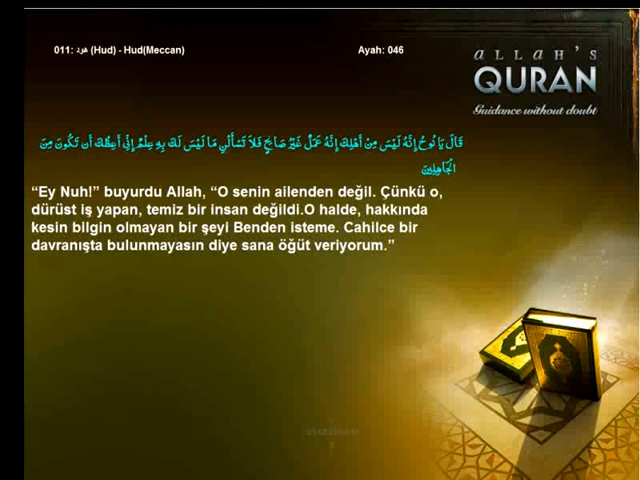 011: هود (Hud) - Hud(Meccan)
Ayah: 046
ALLAH'S
QURAN
Guidance without doubt
قَالَ يَا نُوحُ إِنَّهُ لَيْسَ مِنْ أَهْلِكَ إِنَّهُ عَمَلٌ غَيْرُ صَالِحٍ فَلاَ تَسْأَلْنِ مَا لَيْسَ لَكَ بِهِ عِلْمٌ إِنِّي أَعِظُكَ أَن تَكُونَ مِنَ
الْجَاهِلِينَ
“Ey Nuh!” buyurdu Allah, “O senin ailenden değil. Çünkü o,
dürüst iş yapan, temiz bir insan değildi.O halde, hakkında
kesin bilgin olmayan bir şeyi Benden isteme. Cahilce bir
davranışta bulunmayasın diye sana öğüt veriyorum.”